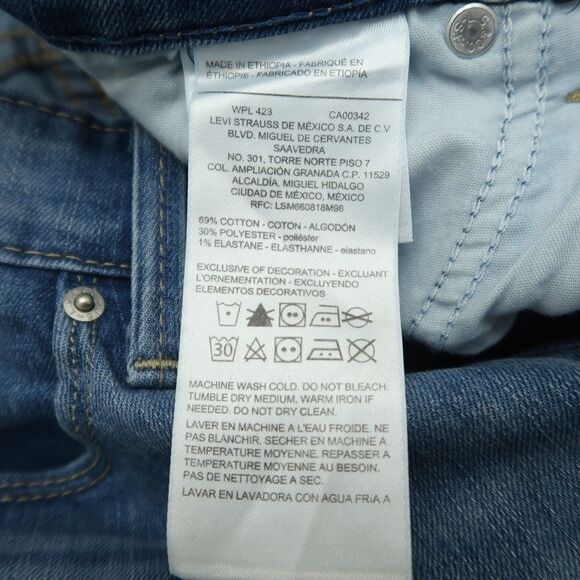 MADE IN ETHIOPIA - FABRIQUÉ EN
ÉTHIOPIE - FABRICADO EN ETIOPIA
WPL 423 CA00342
LEVI STRAUSS DE MÉXICO S.A. DE C.V
BLVD. MIGUEL DE CERVANTES
SAAVEDRA
NO. 301, TORRE NORTE PISO 7
COL. AMPLIACIÓN GRANADA C.P. 11529
ALCALDÍA. MIGUEL HIDALGO
CIUDAD DE MÉXICO, MÉXICO
RFC: LSM660818M98
69% COTTON - COTON - ALGODÓN
30% POLYESTER - poliéster
1% ELASTANE - ELASTHANNE - elastano
EXCLUSIVE OF DECORATION - EXCLUANT
L'ORNEMENTATION - EXCLUYENDO
ELEMENTOS DECORATIVOS
30
MACHINE WASH COLD. DO NOT BLEACH.
TUMBLE DRY MEDIUM. WARM IRON IF
NEEDED. DO NOT DRY CLEAN.
LAVER EN MACHINE A L'EAU FROIDE. NE
PAS BLANCHIR. SECHER EN MACHINE A
TEMPERATURE MOYENNE. REPASSER A
TEMPERATURE MOYENNE AU BESOIN.
PAS DE NETTOYAGE A SEC.
LAVAR EN LAVADORA CON AGUA FRíA A